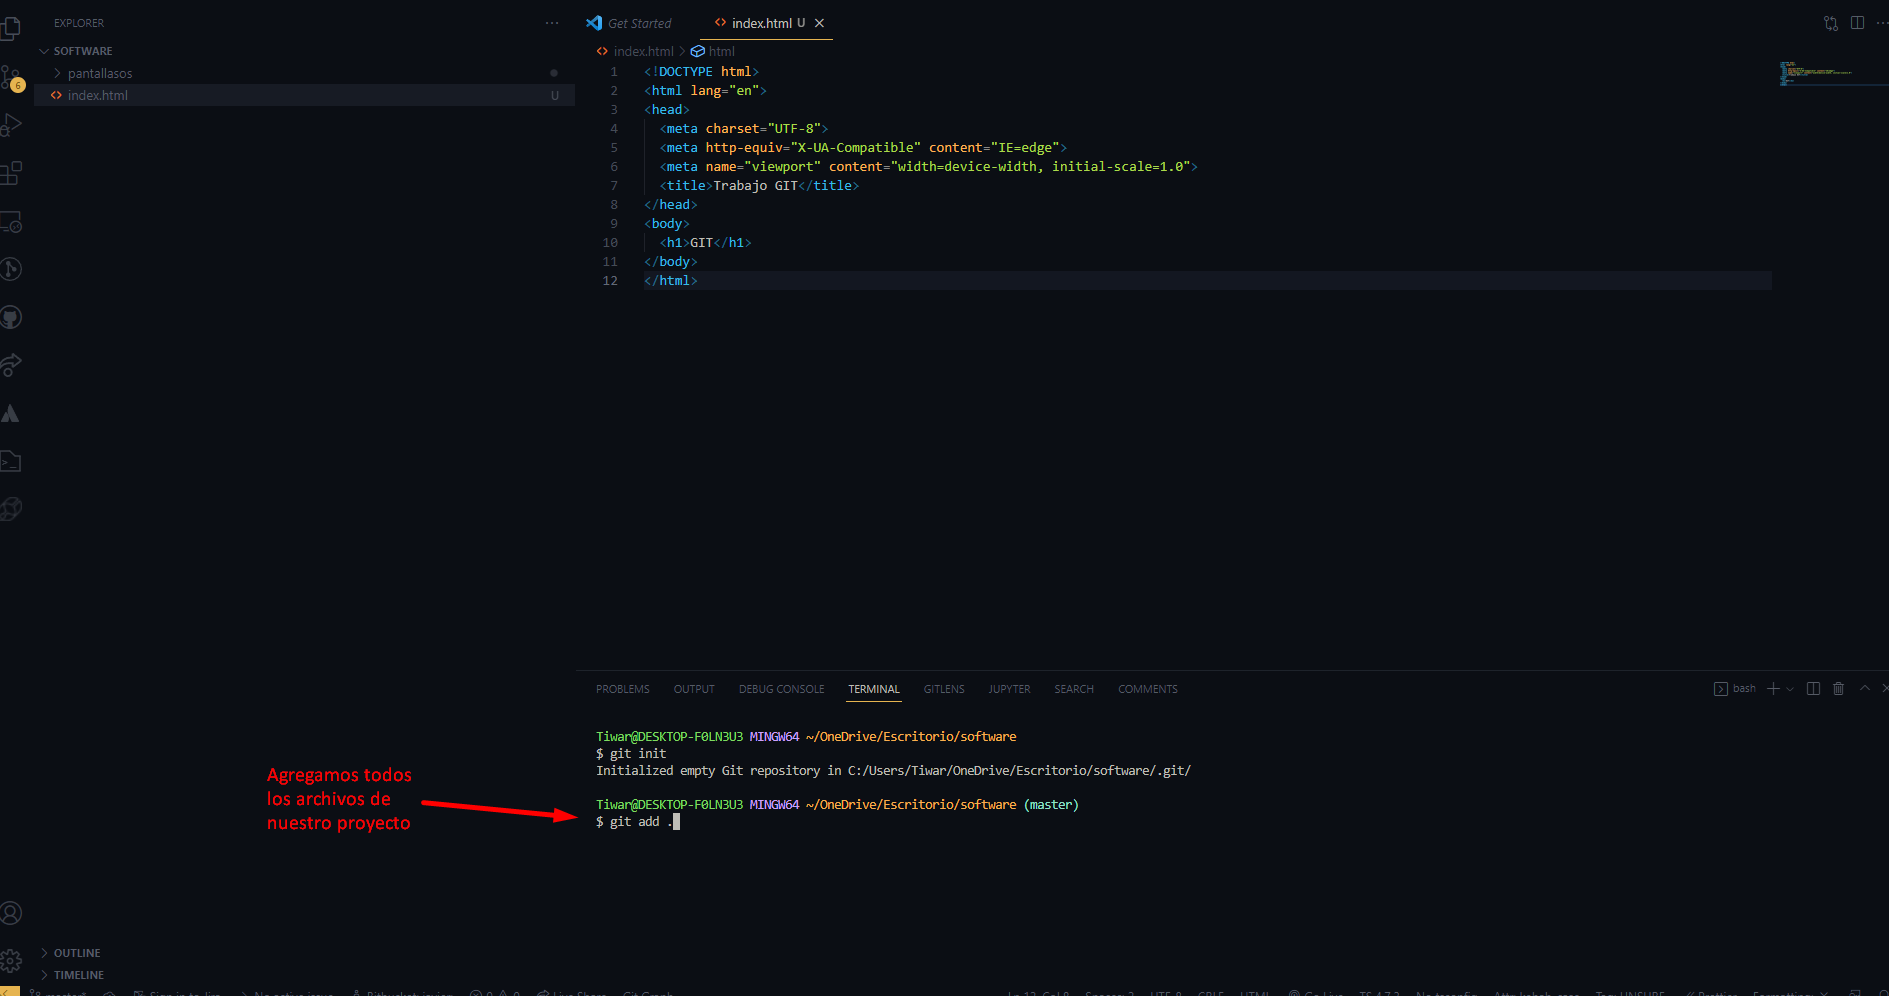 EXPLORER
SOFTWARE
pantallasos
index.html U
6
Get Started
index.html U
index.html > html
1 <!DOCTYPE html>
2 <html lang="en">
3 <head>
4 <meta charset="UTF-8">
5 <meta http-equiv="X-UA-Compatible" content="IE=edge">
6 <meta name="viewport" content="width=device-width, initial-scale=1.0">
7 <title>Trabajo GIT</title>
8 </head>
9 <body>
10 <h1>GIT</h1>
11 </body>
12 </html>
PROBLEMS OUTPUT DEBUG CONSOLE TERMINAL GITLENS JUPYTER SEARCH COMMENTS
bash
Tiwar@DESKTOP-F0LN3U3 MINGW64 ~/OneDrive/Escritorio/software
$ git init
Initialized empty Git repository in C:/Users/Tiwar/OneDrive/Escritorio/software/.git/
Tiwar@DESKTOP-F0LN3U3 MINGW64 ~/OneDrive/Escritorio/software (master)
$ git add .
Agregamos todos
los archivos de
nuestro proyecto
OUTLINE
TIMELINE